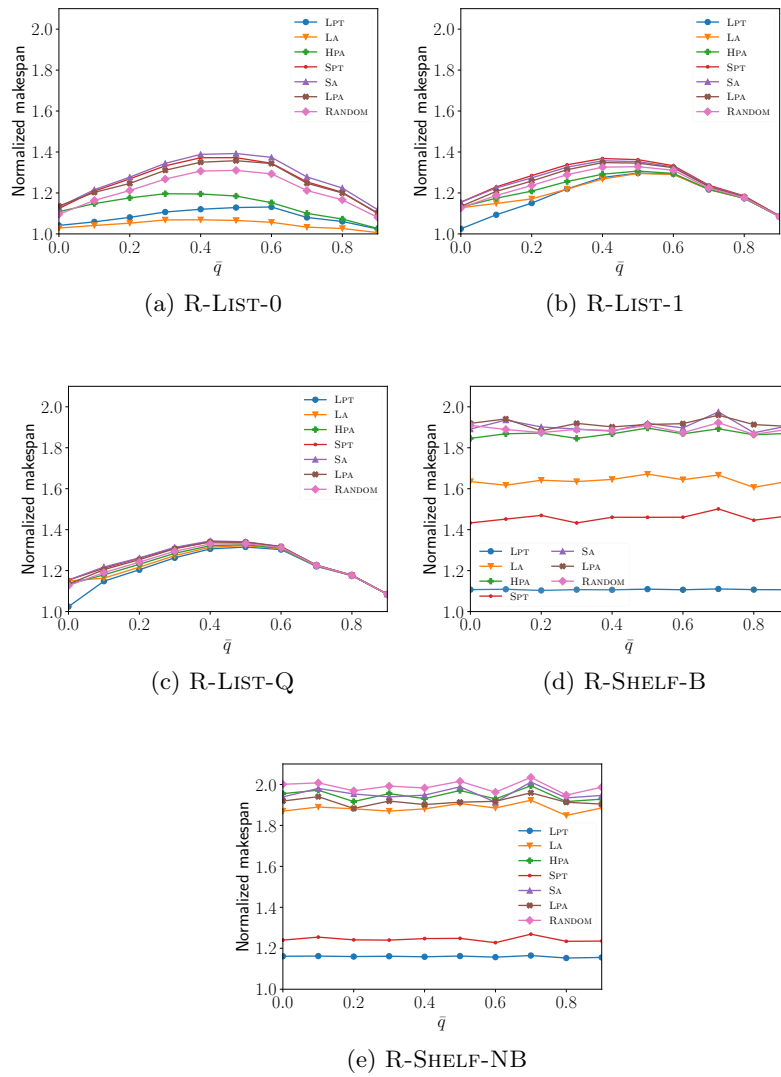 2.0
1.8
1.6
1.4
1.2
1.0
Normalized makespan
LPT
LA
HPA
SPT
SA
LPA
RANDOM
0.0 0.2 0.4 0.6 0.8
q̄
(a) R-LIST-0
2.0
1.8
1.6
1.4
1.2
1.0
Normalized makespan
LPT
LA
HPA
SPT
SA
LPA
RANDOM
0.0 0.2 0.4 0.6 0.8
q̄
(b) R-LIST-1
2.0
1.8
1.6
1.4
1.2
1.0
Normalized makespan
LPT
LA
HPA
SPT
SA
LPA
RANDOM
0.0 0.2 0.4 0.6 0.8
q̄
(c) R-LIST-Q
2.0
1.8
1.6
1.4
1.2
1.0
Normalized makespan
LPT
LA
HPA
SPT
SA
LPA
RANDOM
0.0 0.2 0.4 0.6 0.8
q̄
(d) R-SHELF-B
2.0
1.8
1.6
1.4
1.2
1.0
Normalized makespan
LPT
LA
HPA
SPT
SA
LPA
RANDOM
0.0 0.2 0.4 0.6 0.8
q̄
(e) R-SHELF-NB